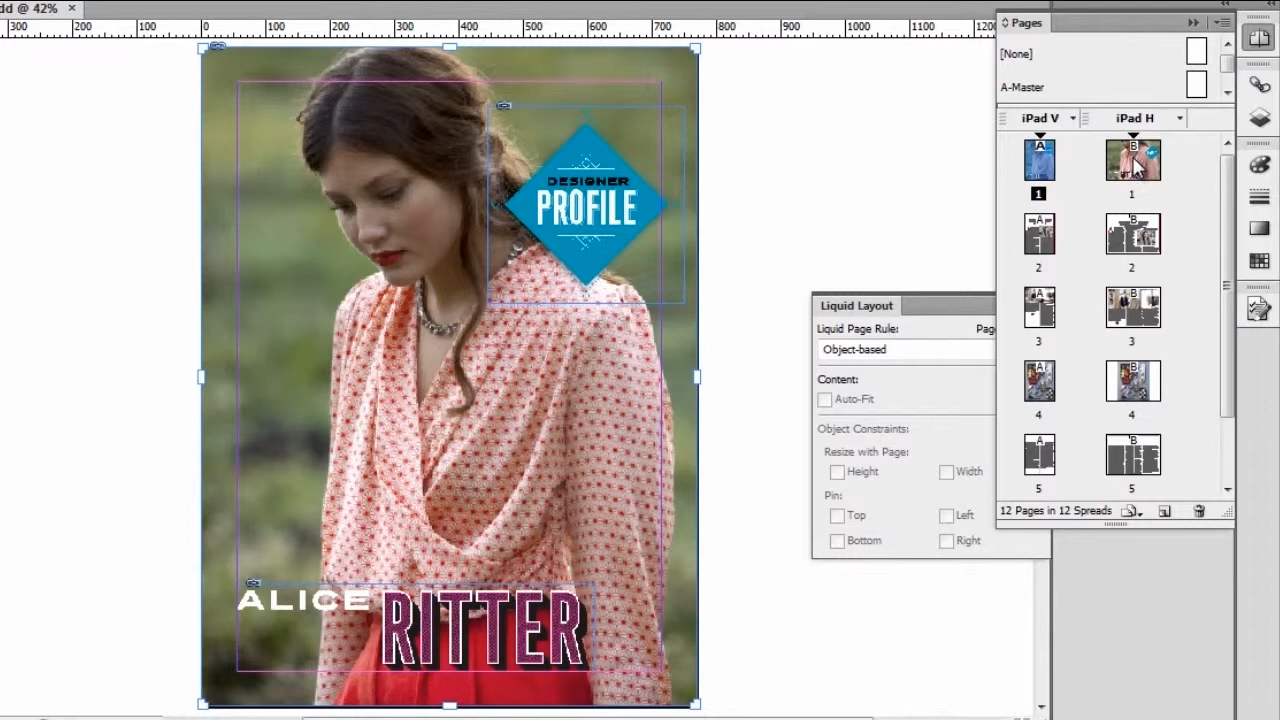 dd @ 42% ×
300 200 100 0 100 200 300 400 500 600 700 800 900 1000 1100 120
Pages
[None]
A-Master
iPad V iPad H
A B
1 1
A B
2 2
A B
3 3
A B
4 4
A B
5 5
12 Pages in 12 Spreads
DESIGNER
PROFILE
ALICE RITTER
Liquid Layout
Liquid Page Rule: Pag
Object-based
Content:
Auto-Fit
Object Constraints:
Resize with Page:
Height Width
Pin:
Top Left
Bottom Right